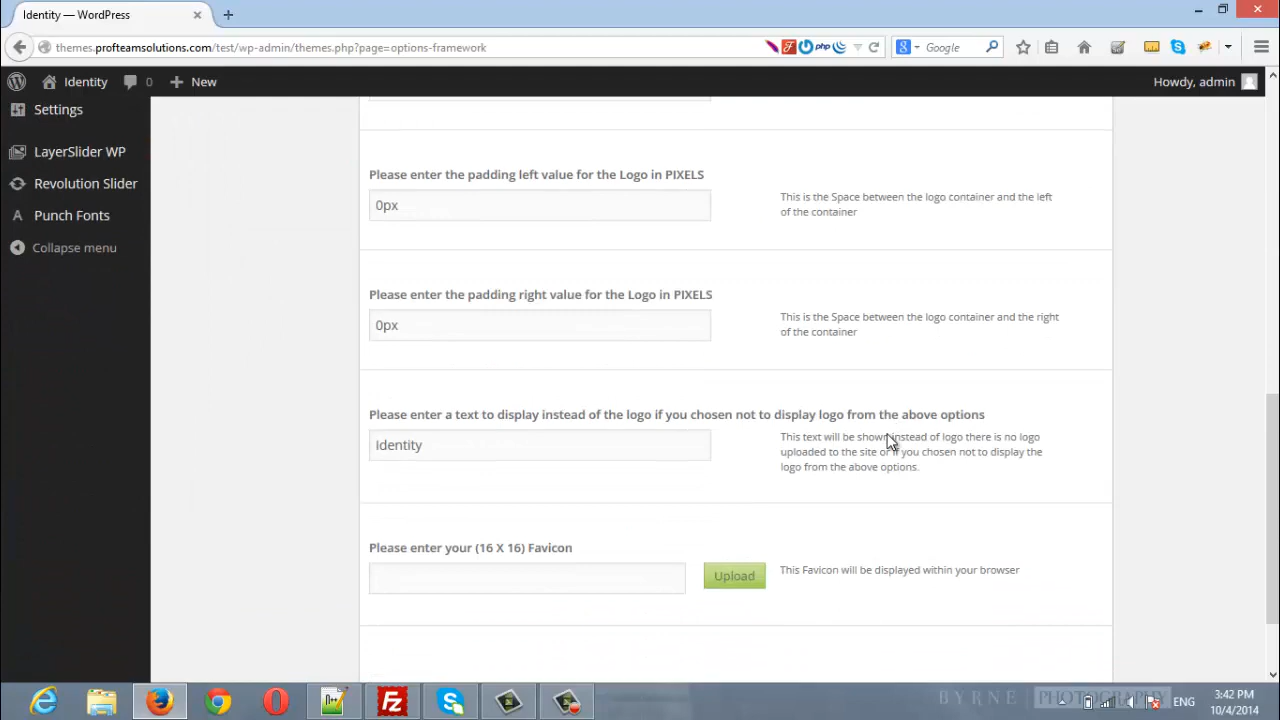 Identity — WordPress
themes.profteamsolutions.com/test/wp-admin/themes.php?page=options-framework
php
Google
Identity
0
New
Howdy, admin
Settings
LayerSlider WP
Revolution Slider
Punch Fonts
Collapse menu
Please enter the padding left value for the Logo in PIXELS
0px
This is the Space between the logo container and the left
of the container
Please enter the padding right value for the Logo in PIXELS
0px
This is the Space between the logo container and the right
of the container
Please enter a text to display instead of the logo if you chosen not to display logo from the above options
Identity
This text will be shown instead of logo there is no logo
uploaded to the site or if you chosen not to display the
logo from the above options.
Please enter your (16 X 16) Favicon
Upload
This Favicon will be displayed within your browser
BYRNE PHOTOGRAPHY
ENG
3:42 PM
10/4/2014